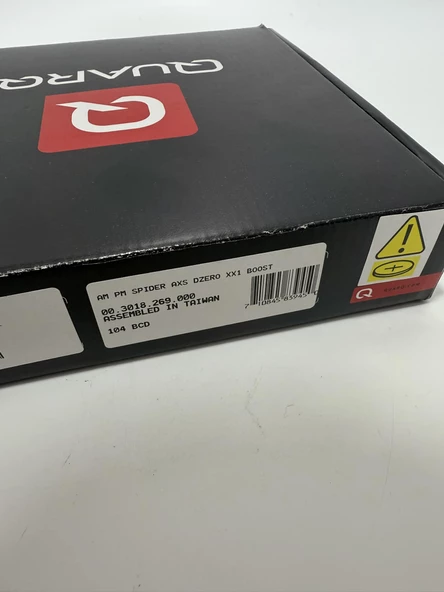 QUARQ
AM PM SPIDER AXS DZERO XX1 BOOST
00.3018.269.000
ASSEMBLED IN TAIWAN
104 BCD